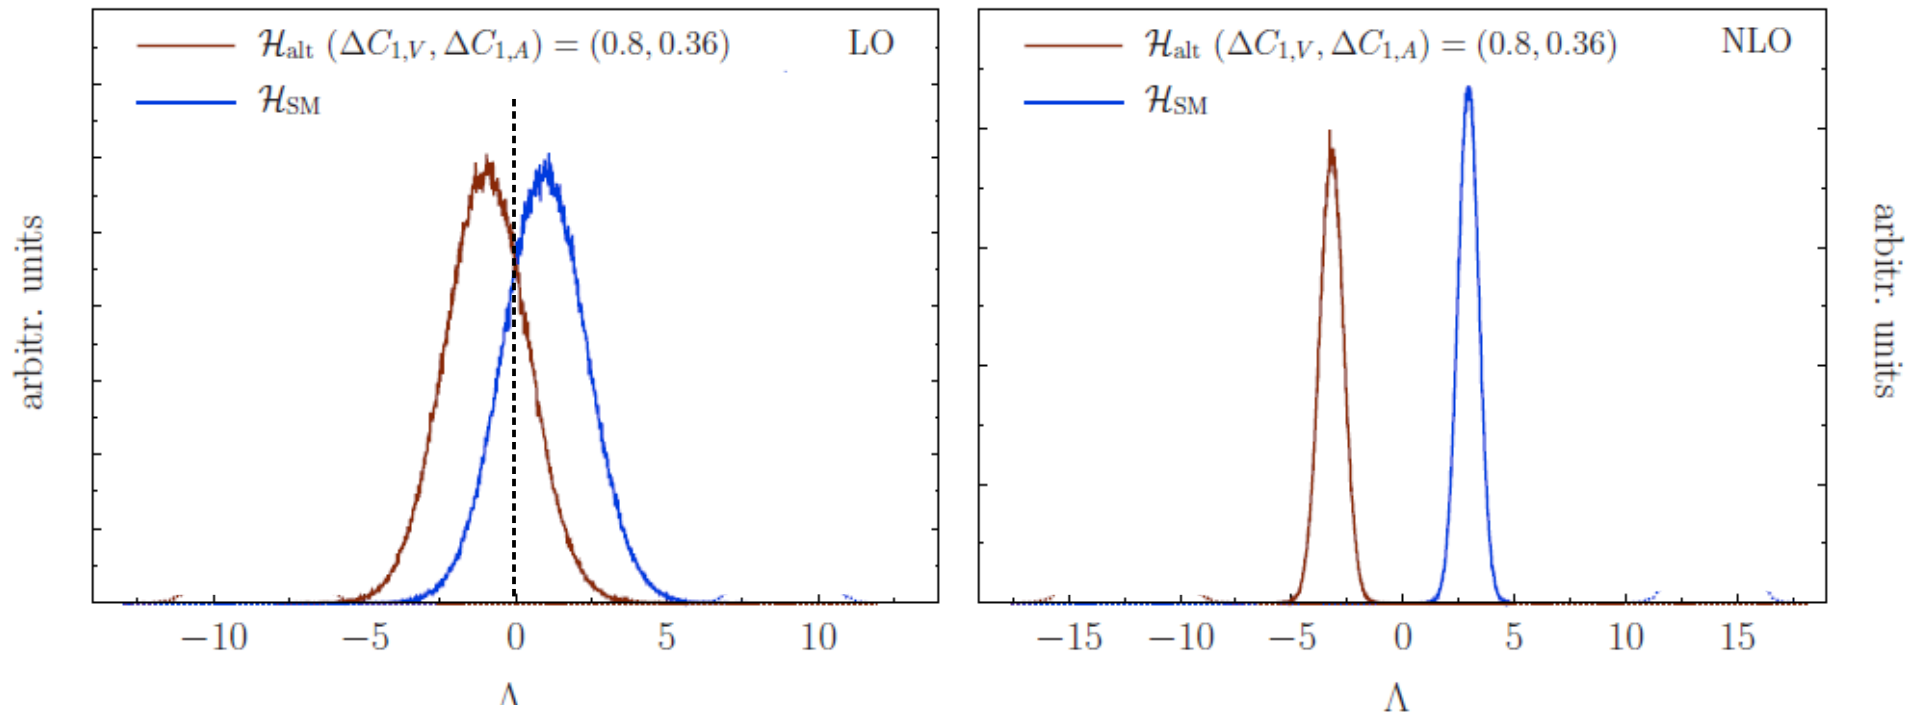 ℋalt (ΔC1,V, ΔC1,A) = (0.8, 0.36) LO
ℋSM
arbitr. units
−10 −5 0 5 10
Λ
ℋalt (ΔC1,V, ΔC1,A) = (0.8, 0.36) NLO
ℋSM
arbitr. units
−15 −10 −5 0 5 10 15
Λ